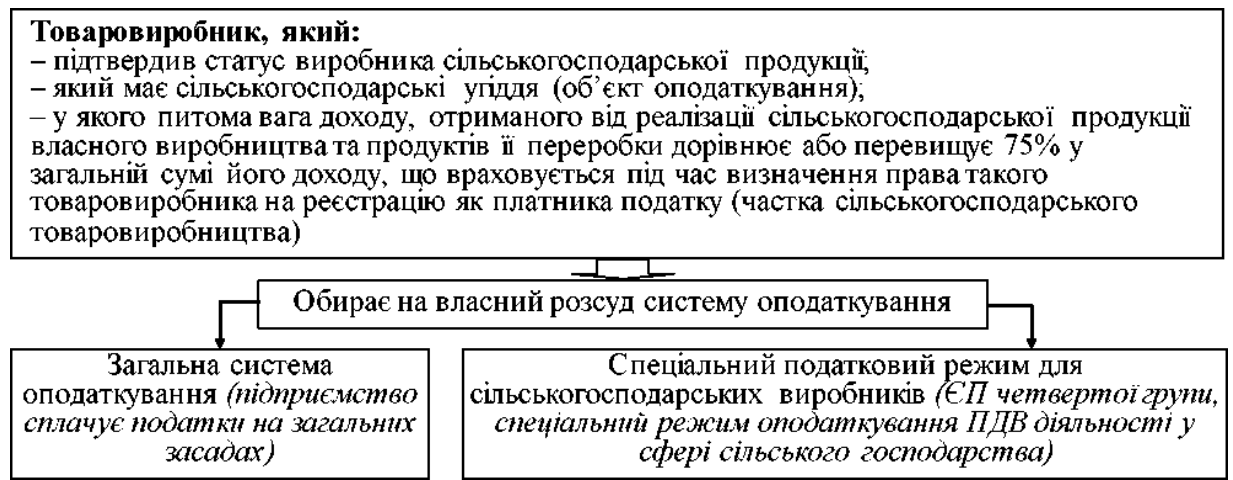 Товаровиробник, який:
– підтвердив статус виробника сільськогосподарської продукції;
– який має сільськогосподарські угіддя (об’єкт оподаткування);
– у якого питома вага доходу, отриманого від реалізації сільськогосподарської продукції
власного виробництва та продуктів її переробки дорівнює або перевищує 75% у
загальній сумі його доходу, що враховується під час визначення права такого
товаровиробника на реєстрацію як платника податку (частка сільськогосподарського
товаровиробництва)
Обирає на власний розсуд систему оподаткування
Загальна система
оподаткування (підприємство
сплачує податки на загальних
засадах)
Спеціальний податковий режим для
сільськогосподарських виробників (ЄП четвертої групи,
спеціальний режим оподаткування ПДВ діяльності у
сфері сільського господарства)